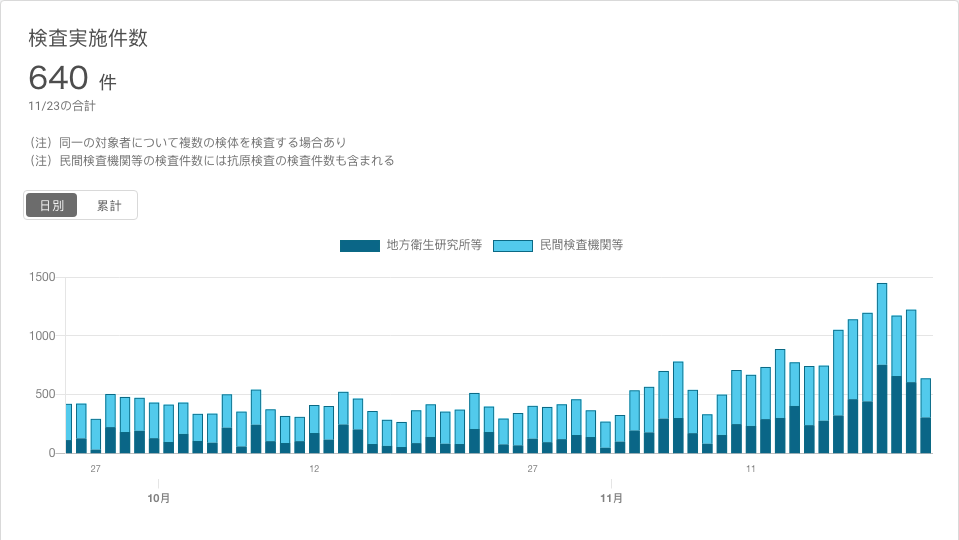 検査実施件数
640 件
11/23の合計
（注）同一の対象者について複数の検体を検査する場合あり
（注）民間検査機関等の検査件数には抗原検査の検査件数も含まれる
日別 累計
地方衛生研究所等 民間検査機関等
1500
1000
500
0
27 12 27 11
10月 11月